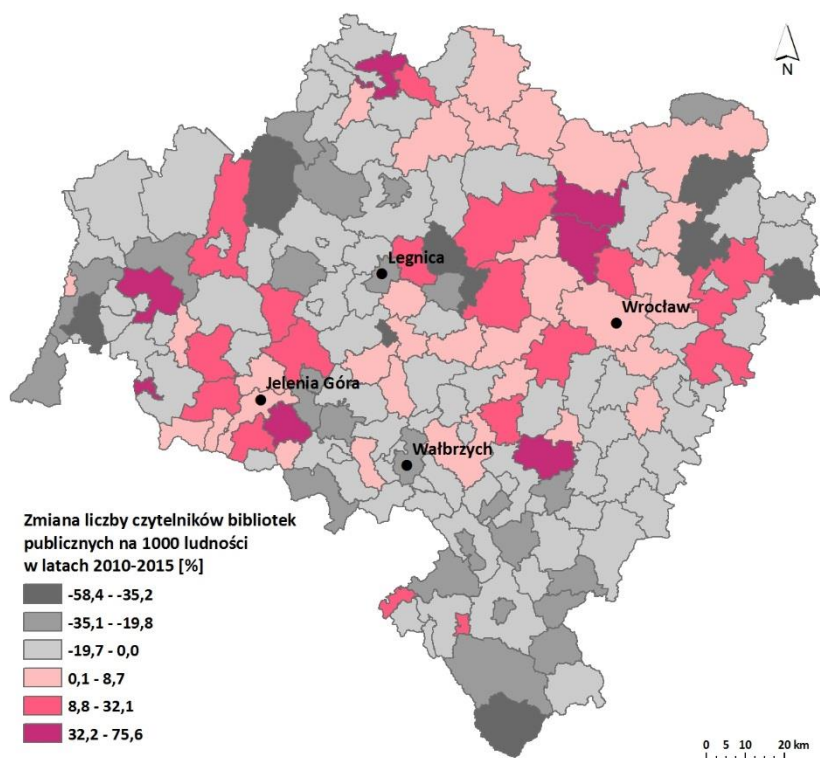 N
Legnica
Wrocław
Jelenia Góra
Wałbrzych
Zmiana liczby czytelników bibliotek
publicznych na 1000 ludności
w latach 2010-2015 [%]
-58,4 - -35,2
-35,1 - -19,8
-19,7 - 0,0
0,1 - 8,7
8,8 - 32,1
32,2 - 75,6
0 5 10 20 km